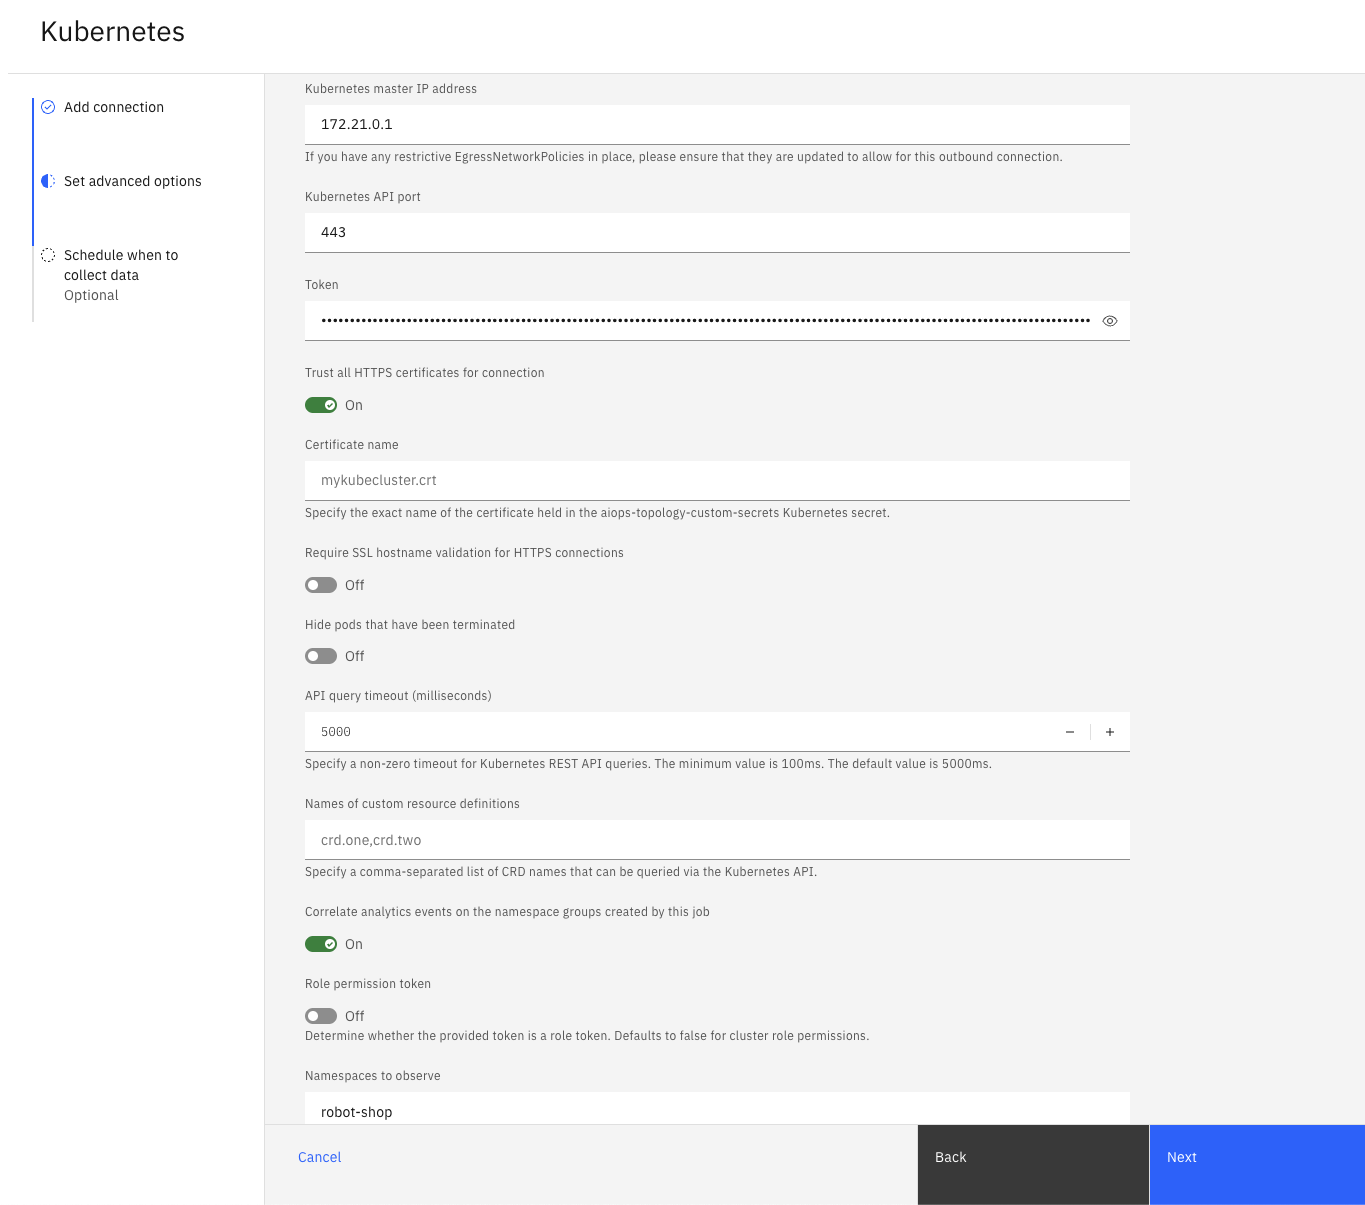 Kubernetes
Add connection
Set advanced options
Schedule when to
collect data
Optional
Kubernetes master IP address
172.21.0.1
If you have any restrictive EgressNetworkPolicies in place, please ensure that they are updated to allow for this outbound connection.
Kubernetes API port
443
Token
Trust all HTTPS certificates for connection
On
Certificate name
mykubecluster.crt
Specify the exact name of the certificate held in the aiops-topology-custom-secrets Kubernetes secret.
Require SSL hostname validation for HTTPS connections
Off
Hide pods that have been terminated
Off
API query timeout (milliseconds)
5000
Specify a non-zero timeout for Kubernetes REST API queries. The minimum value is 100ms. The default value is 5000ms.
Names of custom resource definitions
crd.one,crd.two
Specify a comma-separated list of CRD names that can be queried via the Kubernetes API.
Correlate analytics events on the namespace groups created by this job
On
Role permission token
Off
Determine whether the provided token is a role token. Defaults to false for cluster role permissions.
Namespaces to observe
robot-shop
Cancel
Back
Next